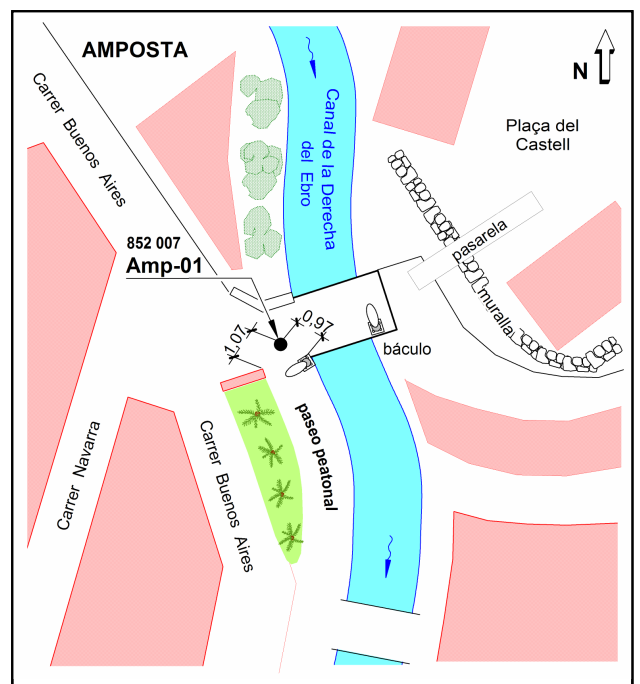 AMPOSTA
N
Carrer Buenos Aires
Canal de la Derecha
del Ebro
Plaça del
Castell
pasarela
muralla
852 007
Amp-01
1.07
0.97
báculo
paseo peatonal
Carrer Navarra
Carrer Buenos Aires